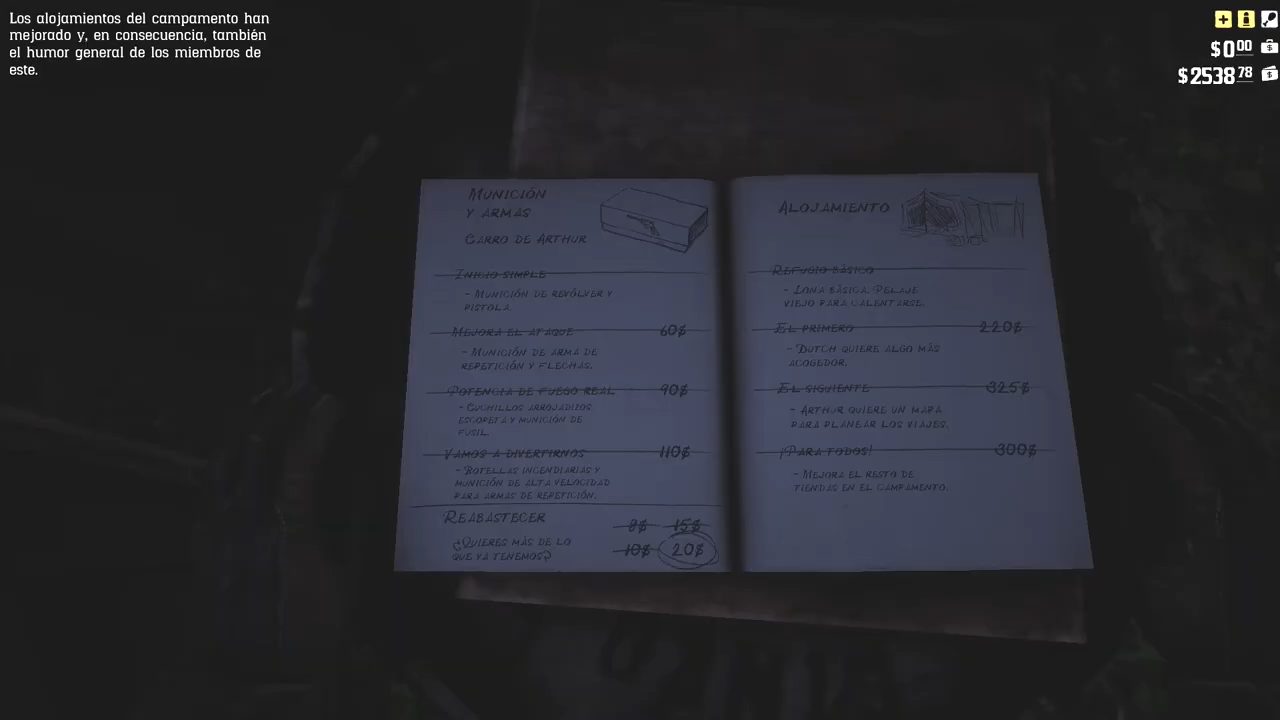 Los alojamientos del campamento han
mejorado y, en consecuencia, también
el humor general de los miembros de
este.
$000
$253878
MUNICIÓN
Y ARMAS
CARRO DE ARTHUR
INICIO SIMPLE
- MUNICIÓN DE REVÓLVER Y
PISTOLA.
MEJORA EL ATAQUE 60$
- MUNICIÓN DE ARMA DE
REPETICIÓN Y FLECHAS.
POTENCIA DE FUEGO REAL 90$
- CUCHILLOS ARROJADIZOS
ESCOPETA Y MUNICIÓN DE
FUSIL.
VAMOS A DIVERTIRNOS 110$
- BOTELLAS INCENDIARIAS Y
MUNICIÓN DE ALTA VELOCIDAD
PARA ARMAS DE REPETICIÓN.
REABASTECER 8$ 15$
¿QUIERES MÁS DE LO
QUE YA TENEMOS? 10$ 20$
ALOJAMIENTO
REFUGIO BÁSICO
- LONA BÁSICA. PELAJE
VIEJO PARA CALENTARSE.
EL PRIMERO 220$
- DUTCH QUIERE ALGO MÁS
ACOGEDOR.
EL SIGUIENTE 325$
- ARTHUR QUIERE UN MAPA
PARA PLANEAR LOS VIAJES.
¡PARA TODOS! 300$
- MEJORA EL RESTO DE
TIENDAS EN EL CAMPAMENTO.